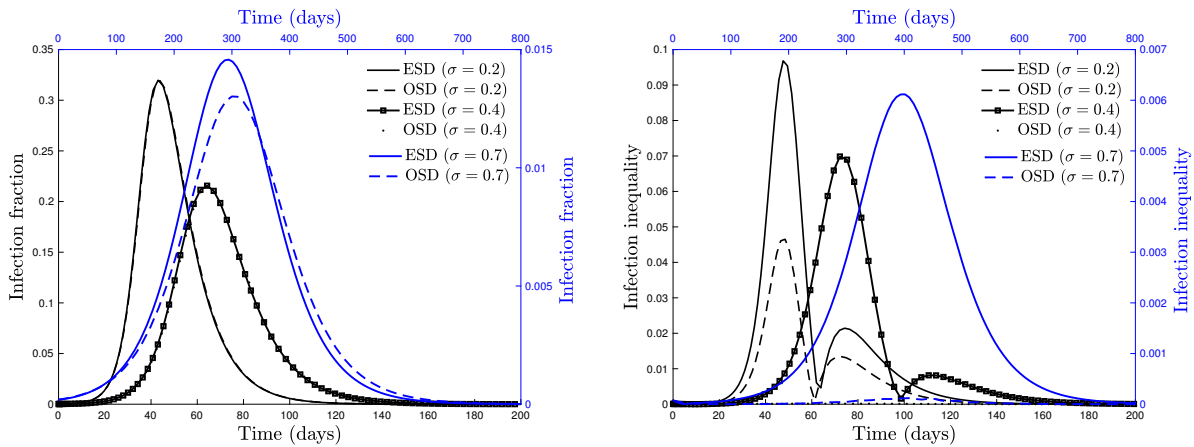 Time (days)
0 100 200 300 400 500 600 700 800
0.35
0.3
0.25
0.2
0.15
0.1
0.05
0
Infection fraction
ESD (σ = 0.2)
OSD (σ = 0.2)
ESD (σ = 0.4)
OSD (σ = 0.4)
ESD (σ = 0.7)
OSD (σ = 0.7)
0.015
0.01
0.005
0
Infection fraction
0 20 40 60 80 100 120 140 160 180 200
Time (days)
Time (days)
0 100 200 300 400 500 600 700 800
0.1
0.09
0.08
0.07
0.06
0.05
0.04
0.03
0.02
0.01
0
Infection inequality
ESD (σ = 0.2)
OSD (σ = 0.2)
ESD (σ = 0.4)
OSD (σ = 0.4)
ESD (σ = 0.7)
OSD (σ = 0.7)
0.007
0.006
0.005
0.004
0.003
0.002
0.001
0
Infection inequality
0 20 40 60 80 100 120 140 160 180 200
Time (days)